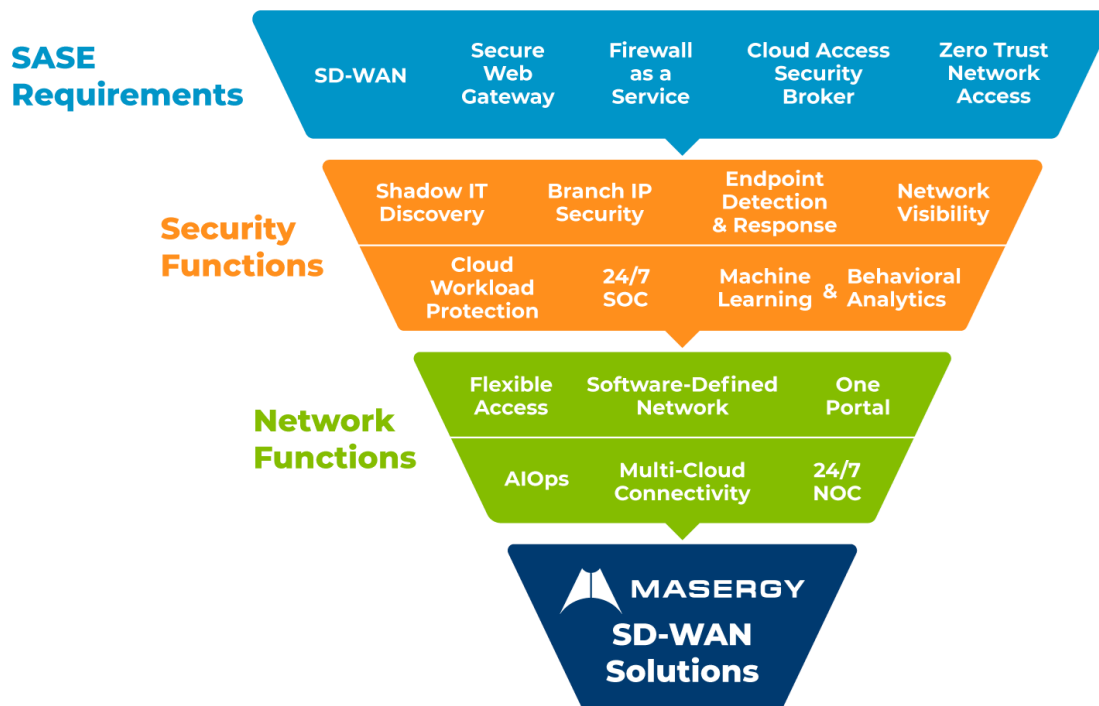 SASE
Requirements
SD-WAN
Secure
Web
Gateway
Firewall
as a
Service
Cloud Access
Security
Broker
Zero Trust
Network
Access
Security
Functions
Shadow IT
Discovery
Branch IP
Security
Endpoint
Detection
& Response
Network
Visibility
Cloud
Workload
Protection
24/7
SOC
Machine
Learning
&
Behavioral
Analytics
Network
Functions
Flexible
Access
Software-Defined
Network
One
Portal
AIOps
Multi-Cloud
Connectivity
24/7
NOC
MASERGY
SD-WAN
Solutions